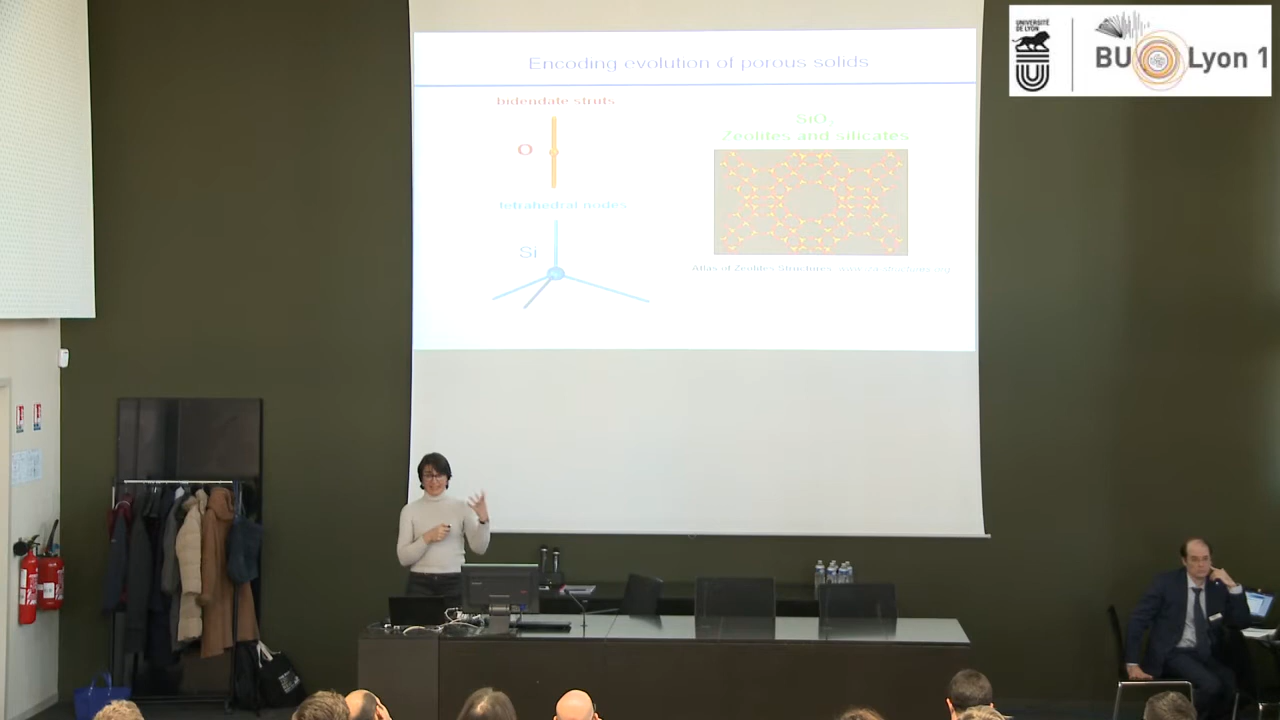 Encoding evolution of porous solids
bidendate struts
O
tetrahedral nodes
Si
SiO2
Zeolites and silicates
Atlas of Zeolites Structures:
UNIVERSITÉ
DE LYON
BU Lyon 1